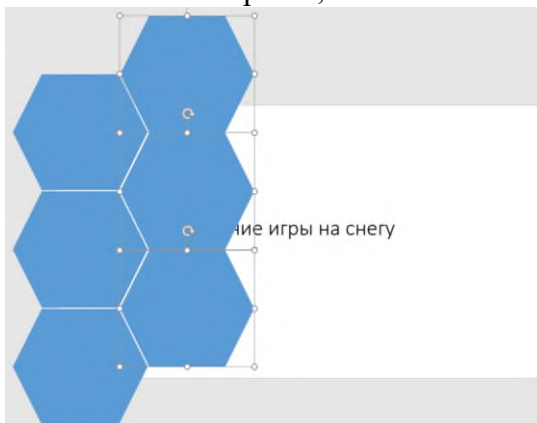 ние игры на снегу